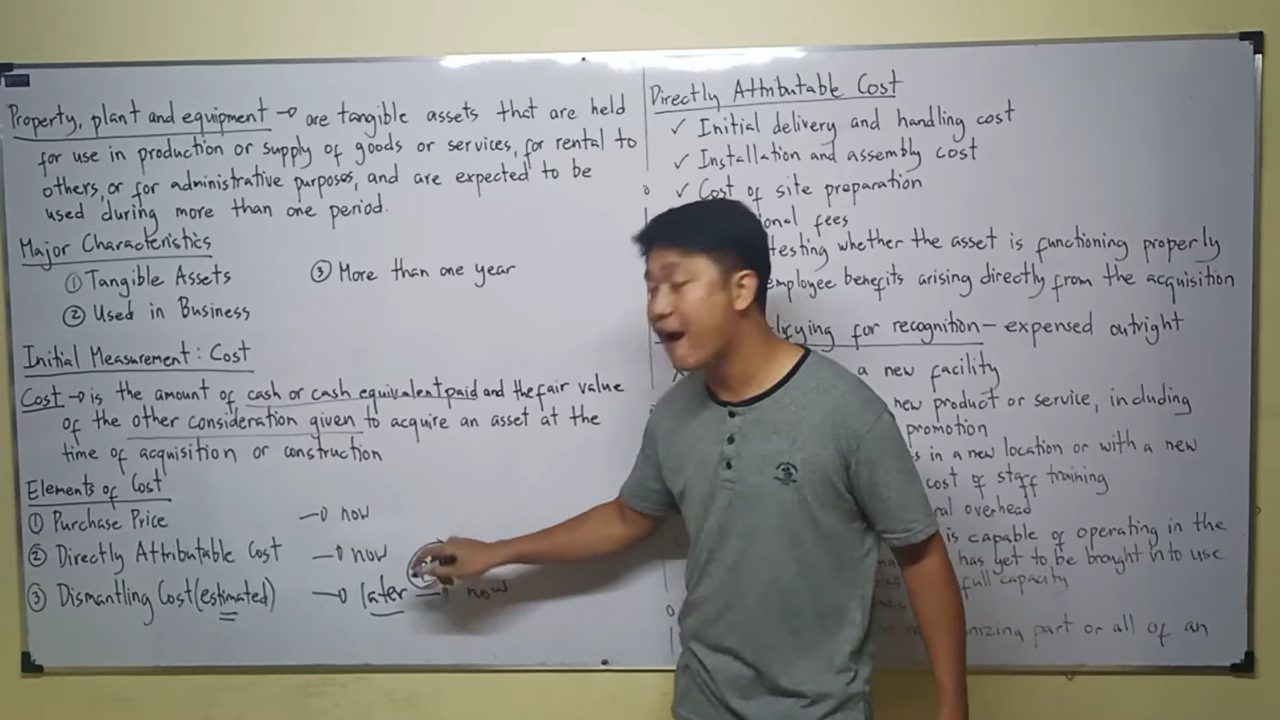 Property, plant and equipment → are tangible assets that are held
for use in production or supply of goods or services, for rental to
others, or for administrative purposes, and are expected to be
used during more than one period.
Major Characteristics
① Tangible Assets
③ More than one year
② Used in Business
Initial Measurement: Cost
Cost → is the amount of cash or cash equivalent paid and the fair value
of the other consideration given to acquire an asset at the
time of acquisition or construction
Elements of Cost
① Purchase Price → now
② Directly Attributable Cost → now
③ Dismantling Cost (estimated) → later → now
Directly Attributable Cost
✓ Initial delivery and handling cost
✓ Installation and assembly cost
✓ Cost of site preparation
fees
testing whether the asset is functioning properly
employee benefits arising directly from the acquisition
for recognition - expensed outright
a new facility
new product or service, including
promotion
in a new location or with a new
cost of staff training
overhead
is capable of operating in the
has yet to be brought into use
full capacity
part or all of an